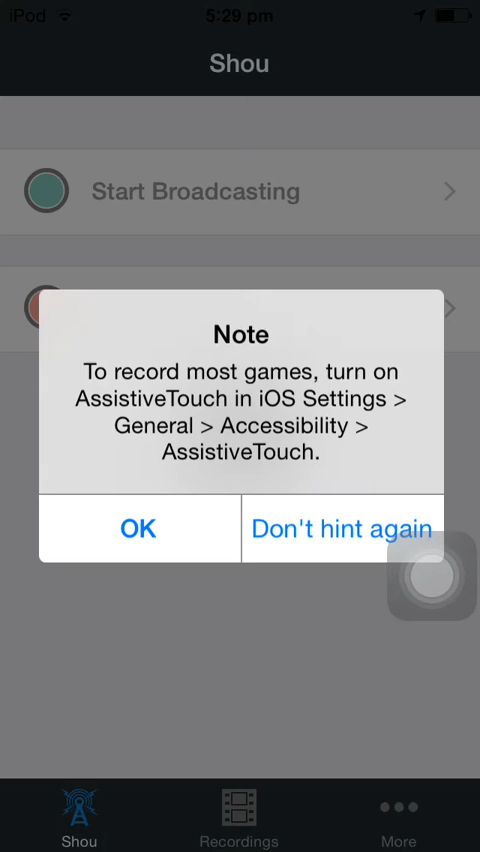 iPod 5:29 pm
Shou
Start Broadcasting
Note
To record most games, turn on
AssistiveTouch in iOS Settings >
General > Accessibility >
AssistiveTouch.
OK Don't hint again
Shou Recordings More